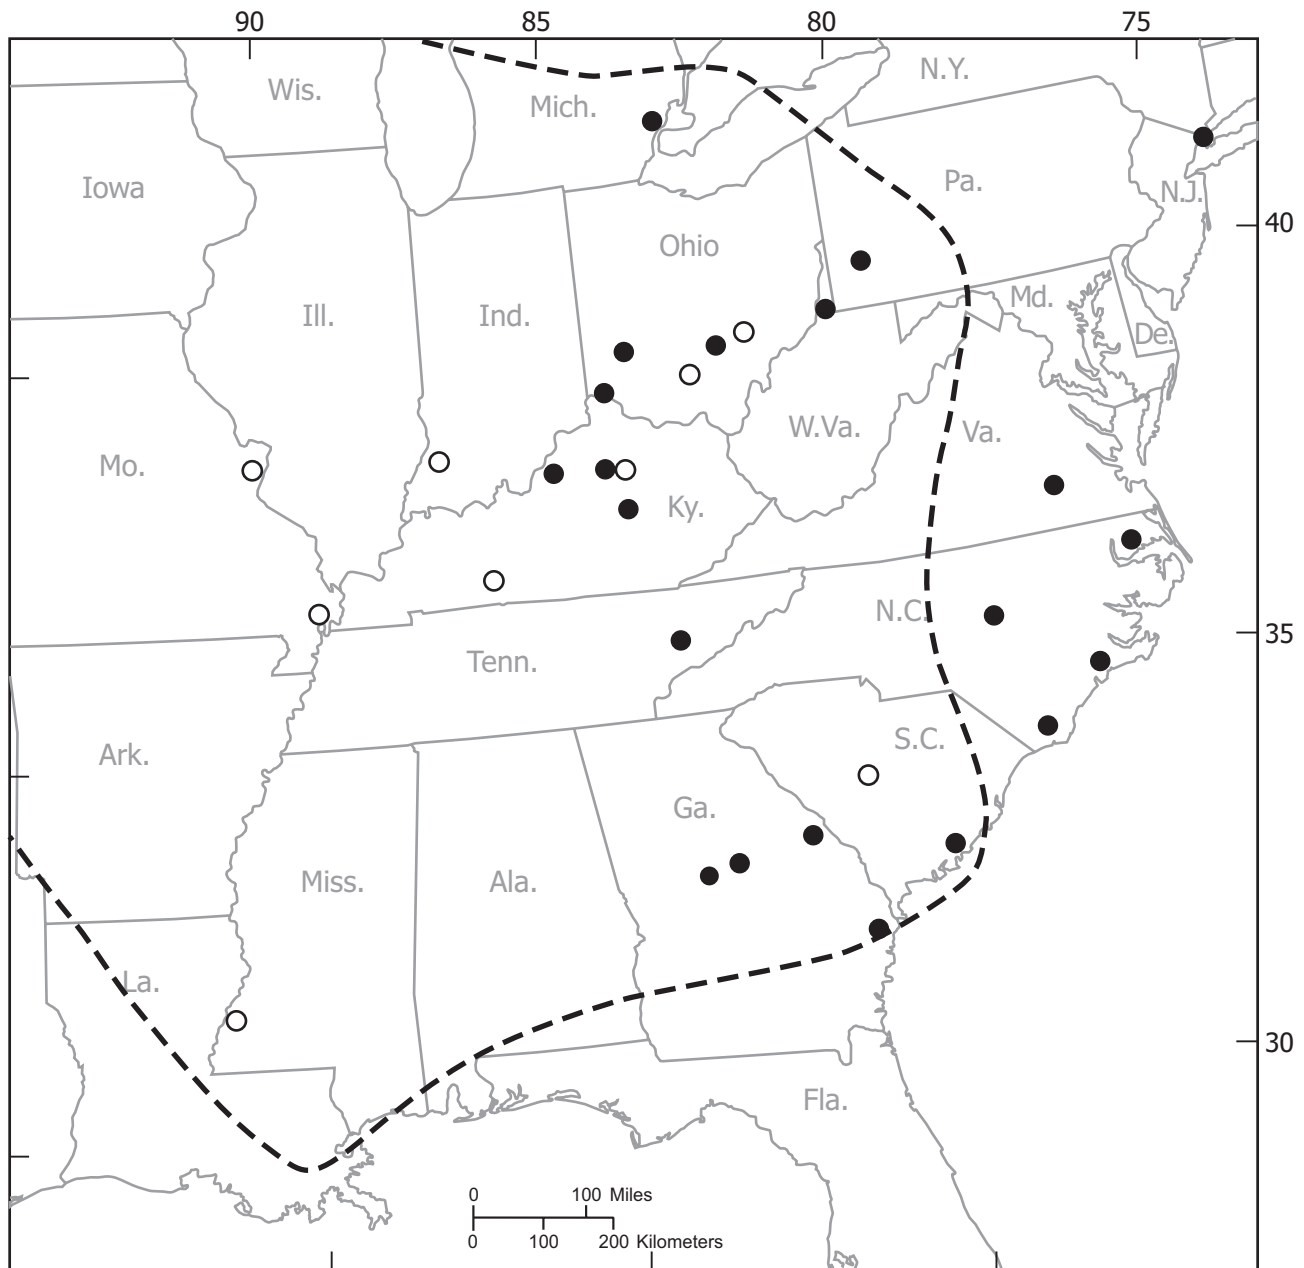 90 85 80 75
Wis. Mich. N.Y.
Iowa Pa. N.J.
40
Ohio
Ill. Ind. Md. De.
Mo. W.Va. Va.
Ky.
N.C. 35
Tenn.
Ark. S.C.
Ga.
Miss. Ala.
La.
30
Fla.
0 100 Miles
0 100 200 Kilometers